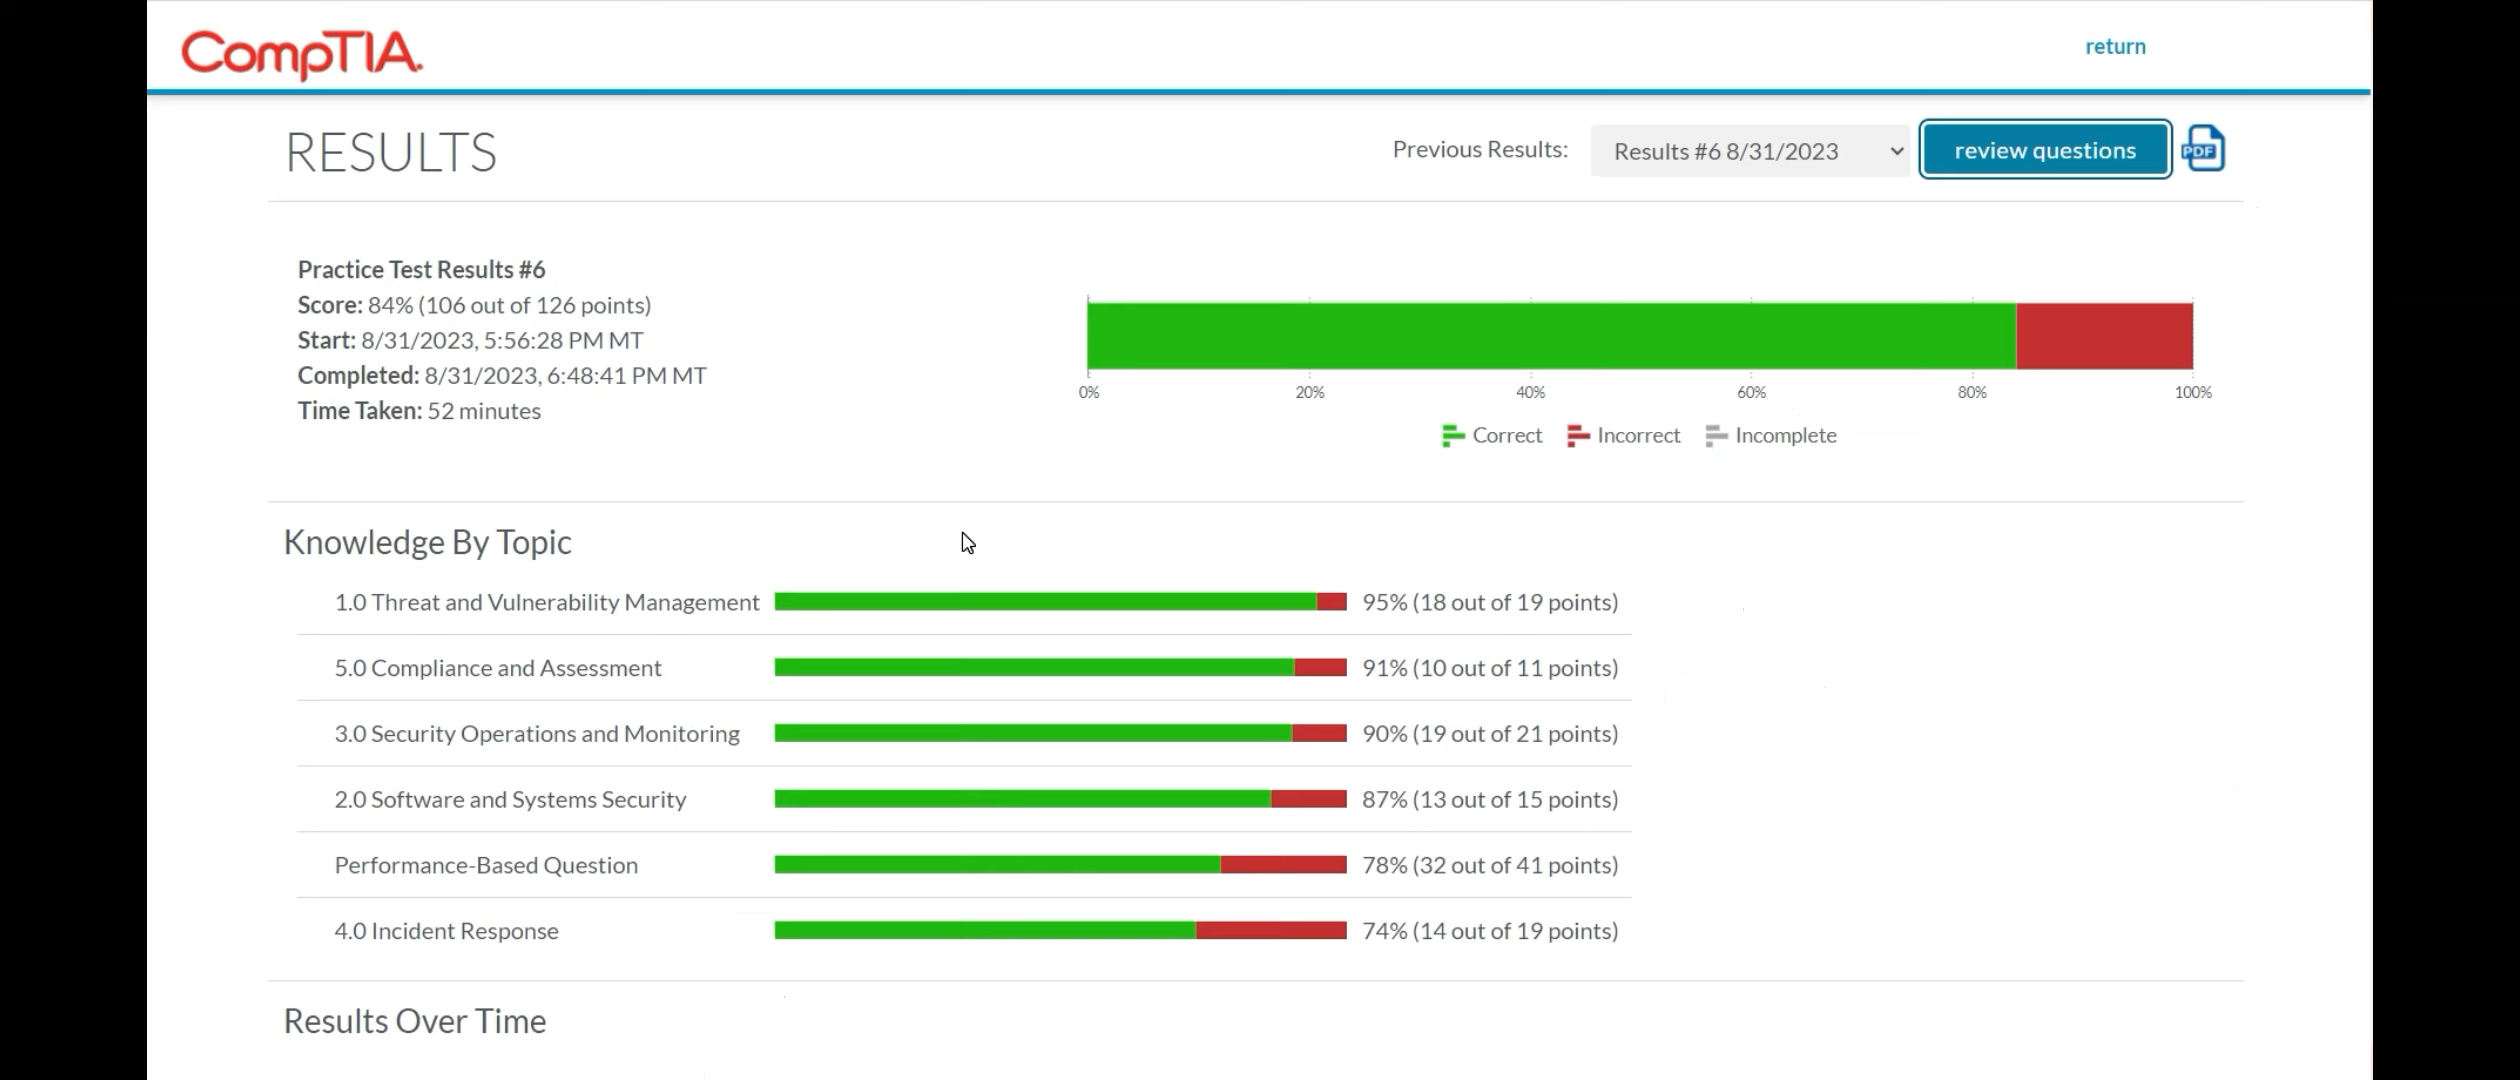 CompTIA.
return
RESULTS
Previous Results: Results #6 8/31/2023 review questions PDF
Practice Test Results #6
Score: 84% (106 out of 126 points)
Start: 8/31/2023, 5:56:28 PM MT
Completed: 8/31/2023, 6:48:41 PM MT
Time Taken: 52 minutes
0% 20% 40% 60% 80% 100%
Correct Incorrect Incomplete
Knowledge By Topic
1.0 Threat and Vulnerability Management 95% (18 out of 19 points)
5.0 Compliance and Assessment 91% (10 out of 11 points)
3.0 Security Operations and Monitoring 90% (19 out of 21 points)
2.0 Software and Systems Security 87% (13 out of 15 points)
Performance-Based Question 78% (32 out of 41 points)
4.0 Incident Response 74% (14 out of 19 points)
Results Over Time